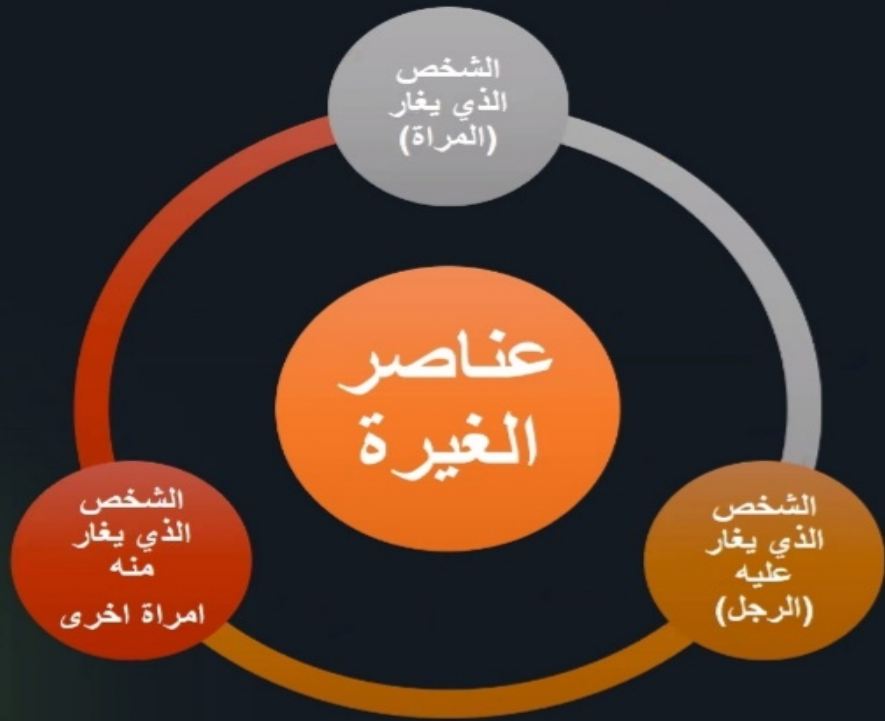 الشخص
الذي يغار
(المراة)
عناصر
الغيرة
الشخص
الذي يغار
عليه
(الرجل)
الشخص
الذي يغار
منه
امراة اخرى